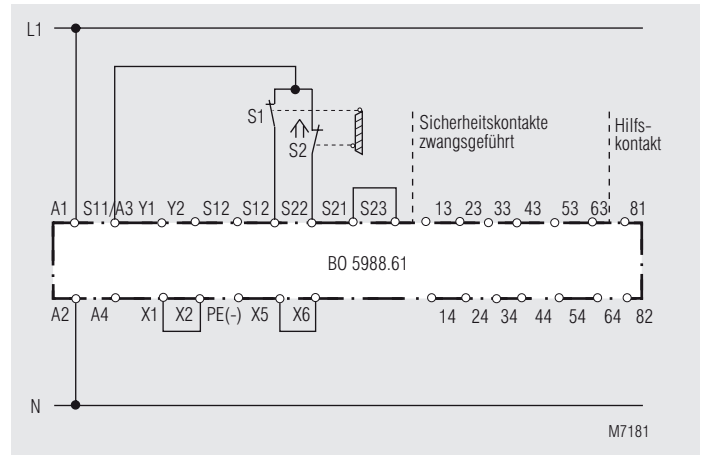 L1
S1
S2
Sicherheitskontakte
zwangsgeführt
Hilfs-
kontakt
A1 S11/A3 Y1 Y2 S12 S12 S22 S21 S23 13 23 33 43 53 63 81
BO 5988.61
A2 A4 X1 X2 PE(-) X5 X6 14 24 34 44 54 64 82
N
M7181